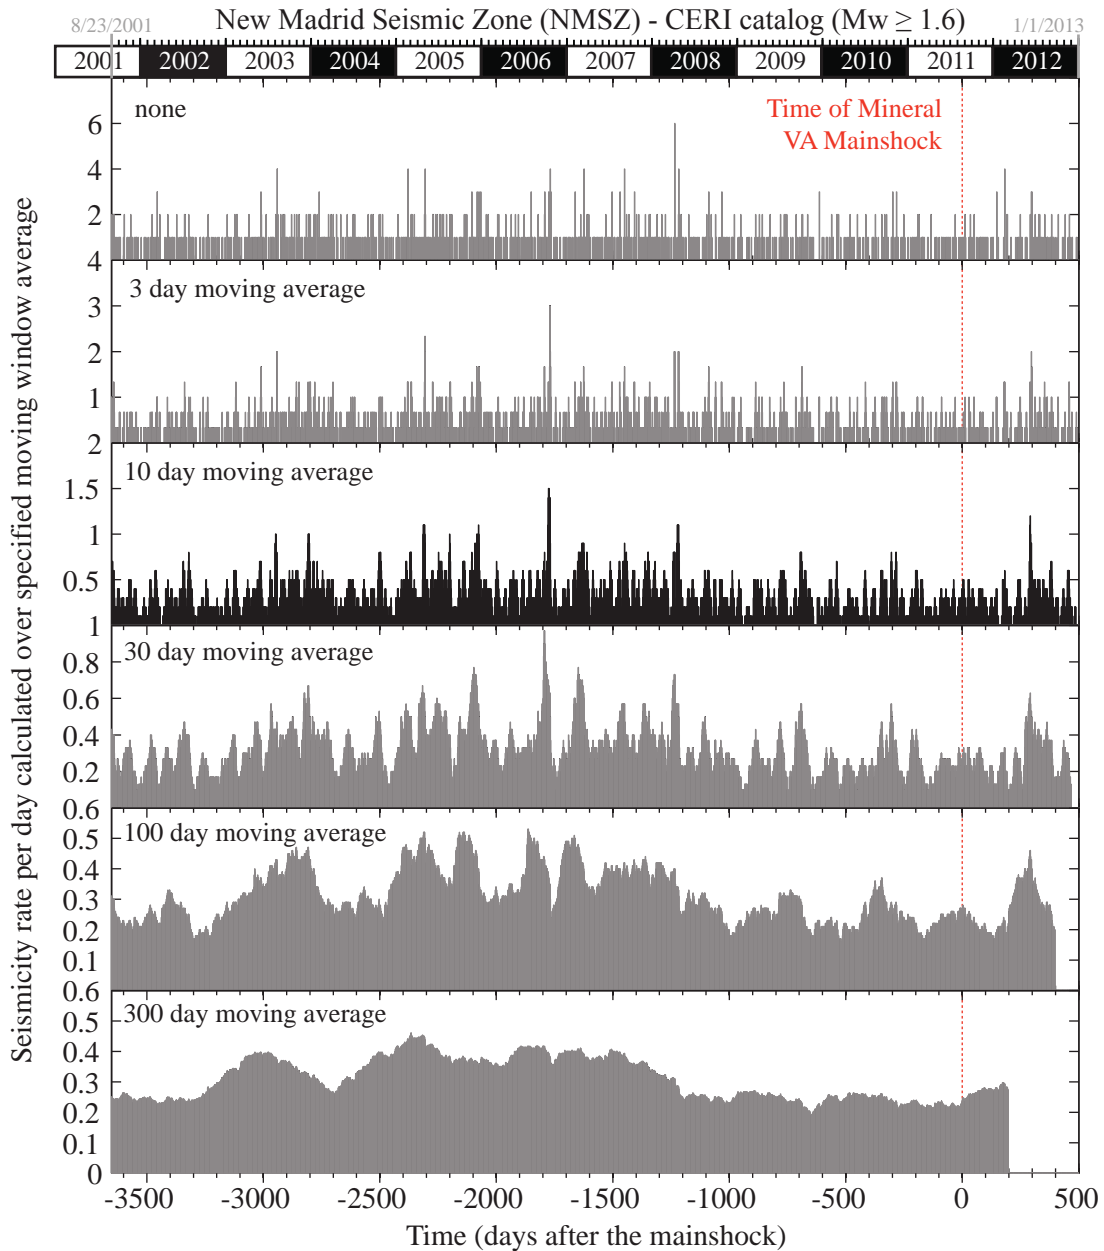 New Madrid Seismic Zone (NMSZ) - CERI catalog (Mw ≥ 1.6)
8/23/2001 1/1/2013
2001 2002 2003 2004 2005 2006 2007 2008 2009 2010 2011 2012
none
Time of Mineral
VA Mainshock
6
4
2
4
3 day moving average
3
2
1
2
10 day moving average
1.5
1
0.5
1
30 day moving average
0.8
0.6
0.4
0.2
0.6
100 day moving average
0.5
0.4
0.3
0.2
0.1
0.6
300 day moving average
0.5
0.4
0.3
0.2
0.1
0
-3500 -3000 -2500 -2000 -1500 -1000 -500 0 500
Time (days after the mainshock)
Seismicity rate per day calculated over specified moving window average